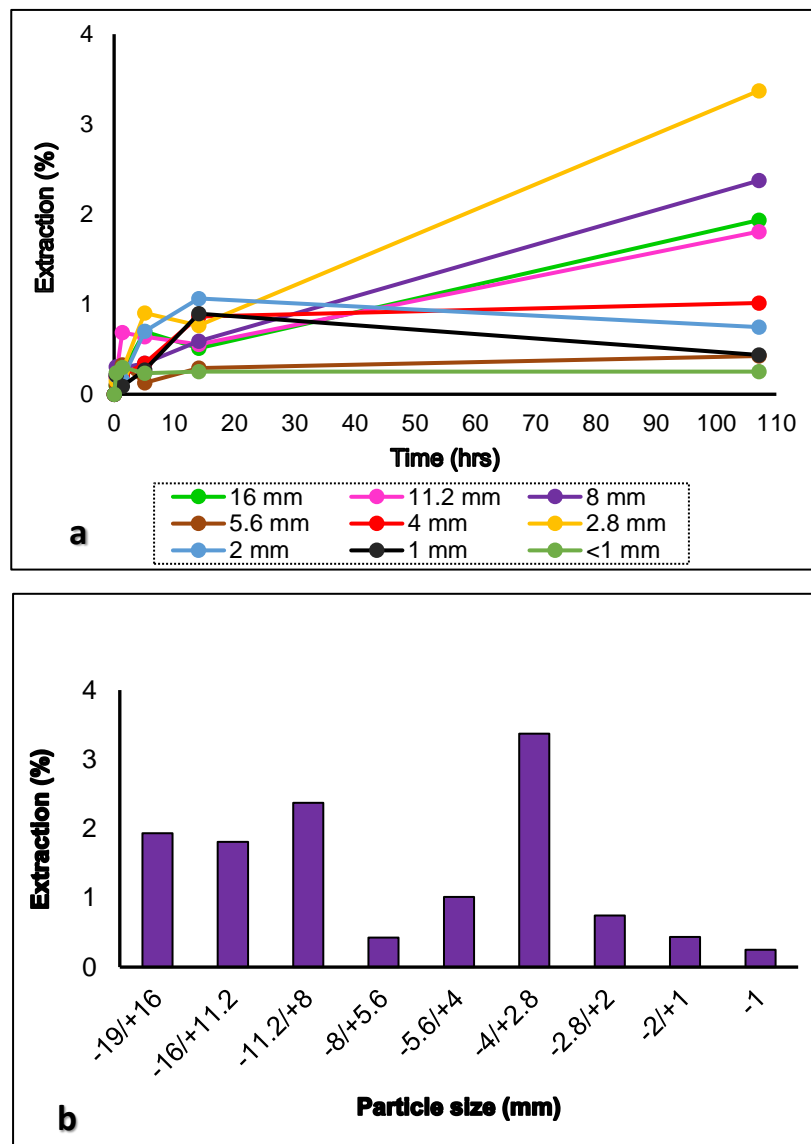 4
3
2
1
0
Extraction (%)
0 10 20 30 40 50 60 70 80 90 100 110
Time (hrs)
16 mm 11.2 mm 8 mm
5.6 mm 4 mm 2.8 mm
2 mm 1 mm <1 mm
a
4
3
2
1
0
Extraction (%)
-19/+16 -16/+11.2 -11.2/+8 -8/+5.6 -5.6/+4 -4/+2.8 -2.8/+2 -2/+1 -1
Particle size (mm)
b